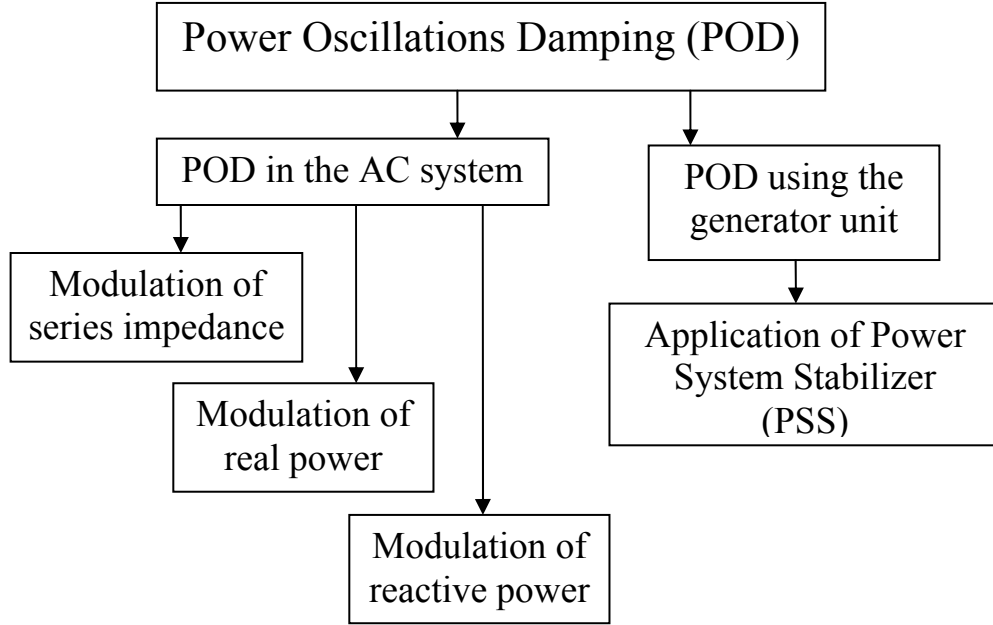 Power Oscillations Damping (POD)
POD in the AC system
POD using the
generator unit
Modulation of
series impedance
Application of Power
System Stabilizer
(PSS)
Modulation of
real power
Modulation of
reactive power